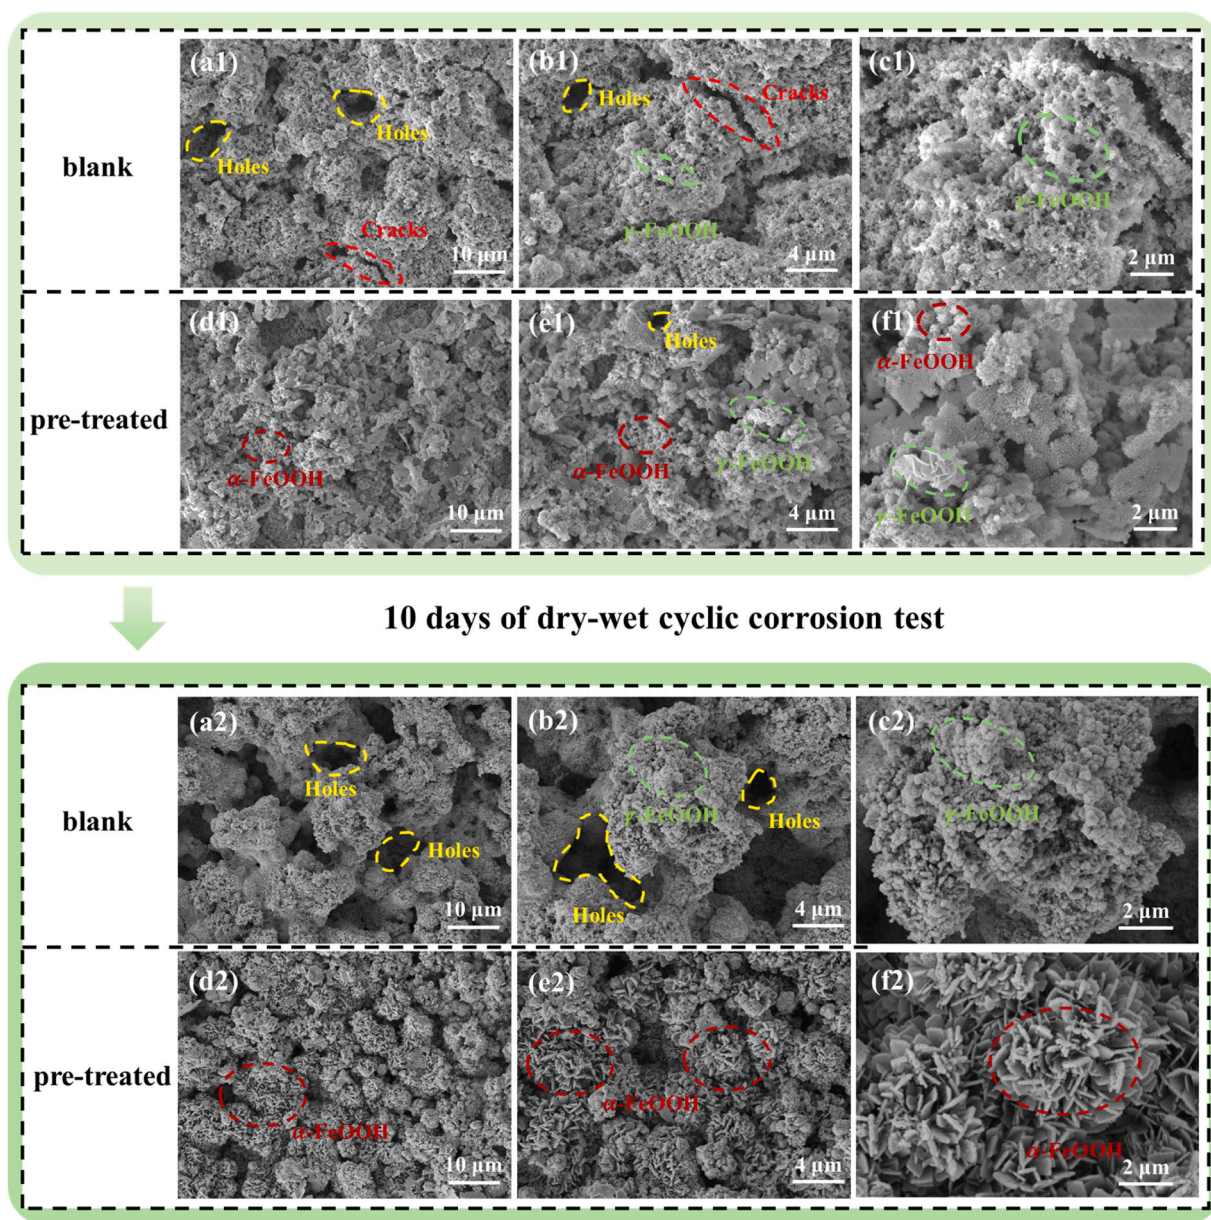 blank
(a1)
Holes
Holes
Cracks
10 μm
(b1)
Holes
Cracks
γ-FeOOH
4 μm
(c1)
γ-FeOOH
2 μm
pre-treated
(d1)
α-FeOOH
10 μm
(e1)
Holes
α-FeOOH
γ-FeOOH
4 μm
(f1)
α-FeOOH
γ-FeOOH
2 μm
10 days of dry-wet cyclic corrosion test
blank
(a2)
Holes
Holes
10 μm
(b2)
γ-FeOOH
Holes
Holes
4 μm
(c2)
γ-FeOOH
2 μm
pre-treated
(d2)
α-FeOOH
10 μm
(e2)
α-FeOOH
4 μm
(f2)
α-FeOOH
2 μm